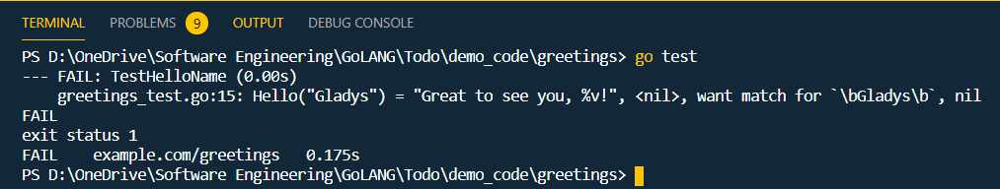 TERMINAL PROBLEMS 9 OUTPUT DEBUG CONSOLE
PS D:\OneDrive\Software Engineering\GoLANG\Todo\demo_code\greetings> go test
--- FAIL: TestHelloName (0.00s)
    greetings_test.go:15: Hello("Gladys") = "Great to see you, %v!", <nil>, want match for `\bGladys\b`, nil
FAIL
exit status 1
FAIL    example.com/greetings   0.175s
PS D:\OneDrive\Software Engineering\GoLANG\Todo\demo_code\greetings>